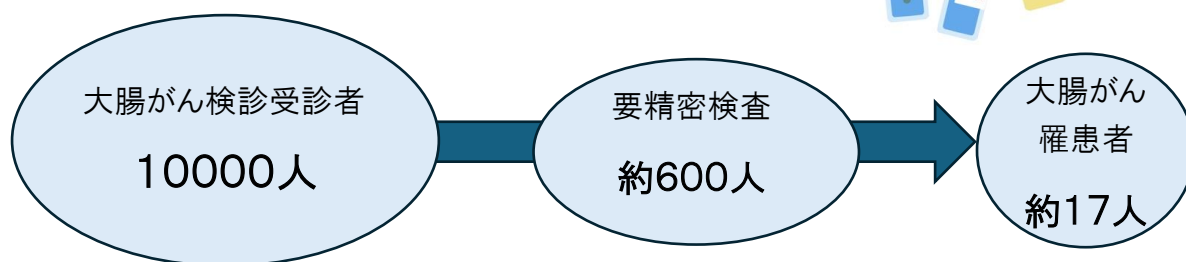 大腸がん検診受診者
10000人
要精密検査
約600人
大腸がん
罹患者
約17人